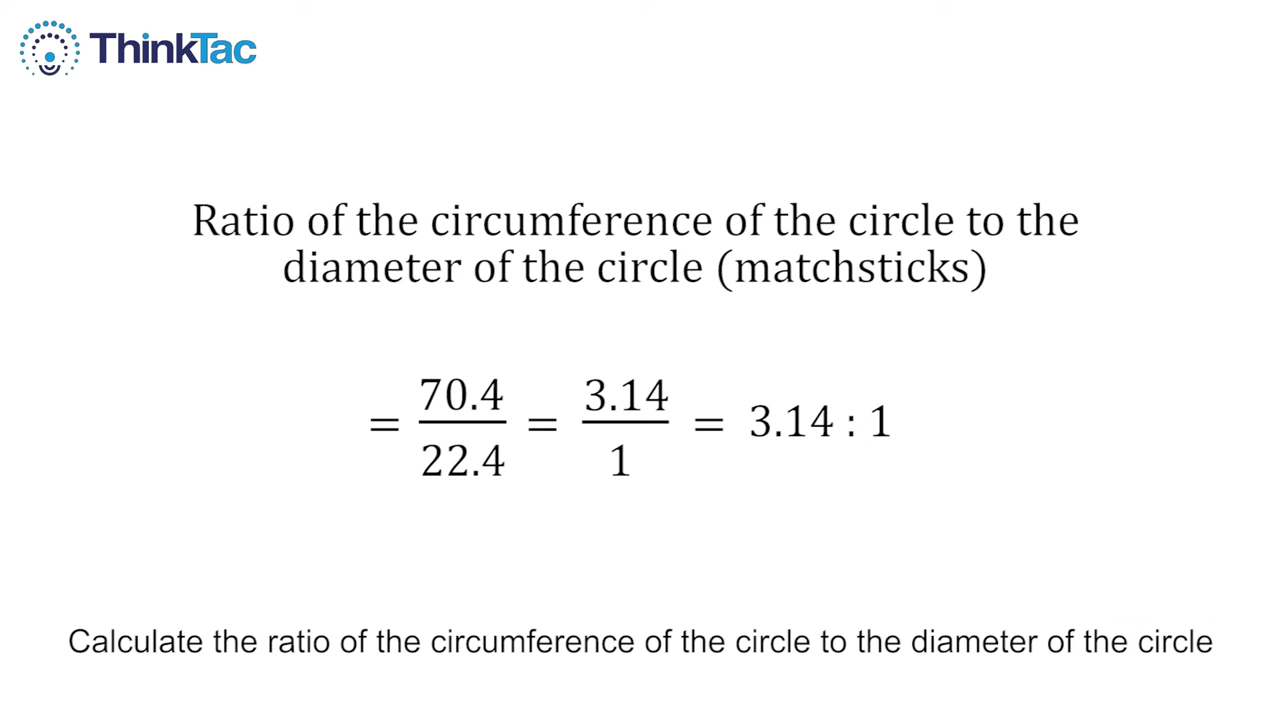 ThinkTac
Ratio of the circumference of the circle to the
diameter of the circle (matchsticks)
= 70.4/22.4 = 3.14/1 = 3.14 : 1
Calculate the ratio of the circumference of the circle to the diameter of the circle